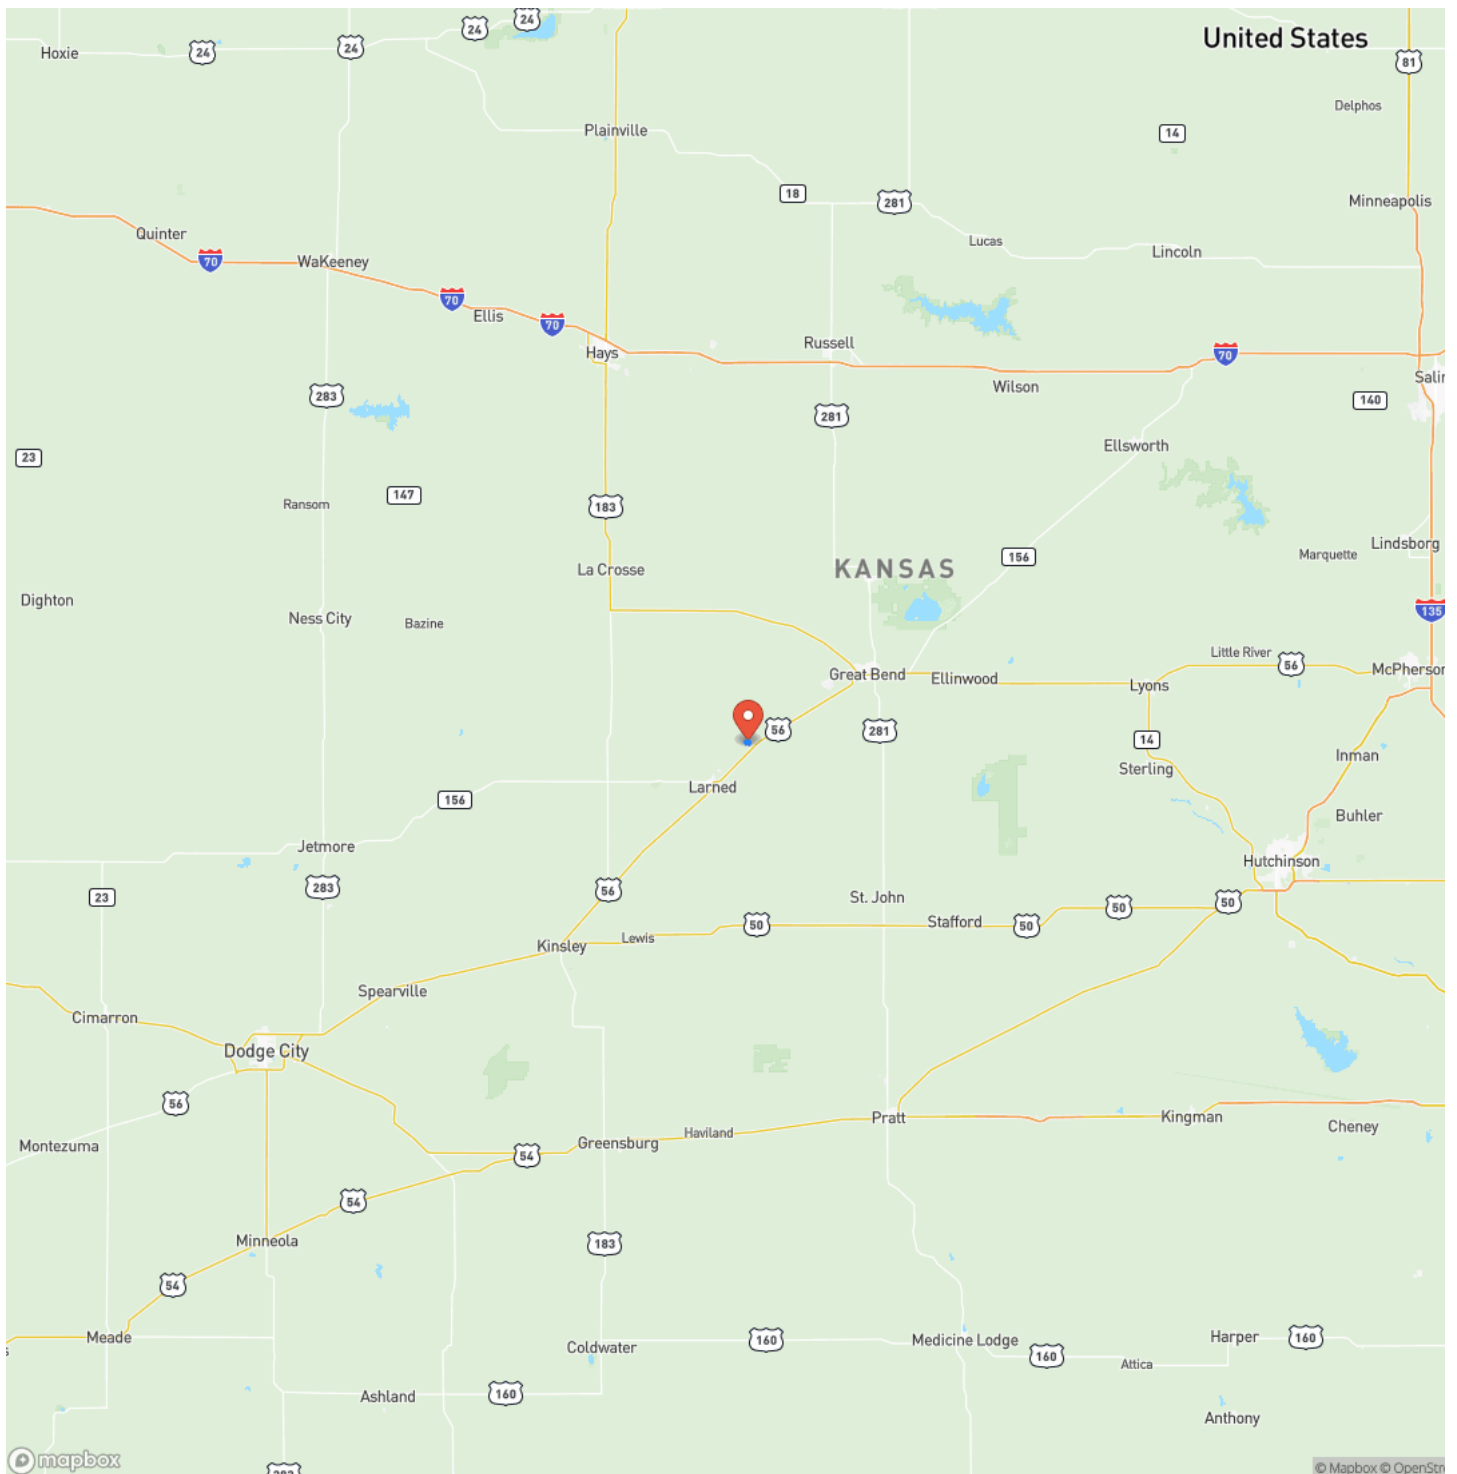 24
24
United States
Hoxie
24
24
81
Delphos
Plainville
14
18
281
Minneapolis
Quinter
Lucas
Lincoln
70
WaKeeney
70
Ellis
70
Hays
Russell
70
Wilson
283
281
140
Ellsworth
23
147
Ransom
183
Lindsborg
Marquette
156
KANSAS
La Crosse
Dighton
135
Ness City
Bazine
Little River
56
McPherson
Great Bend
Ellinwood
Lyons
56
281
14
Inman
Sterling
Larned
156
Buhler
Jetmore
Hutchinson
283
56
23
St. John
50
50
Stafford
50
50
Lewis
Kinsley
Spearville
Cimarron
Dodge City
56
Pratt
Kingman
Haviland
Cheney
Greensburg
Montezuma
54
54
Minneola
183
54
Meade
160
Medicine Lodge
Harper
160
Coldwater
160
Attica
Ashland
160
Anthony
mapbox
© Mapbox © OpenStre